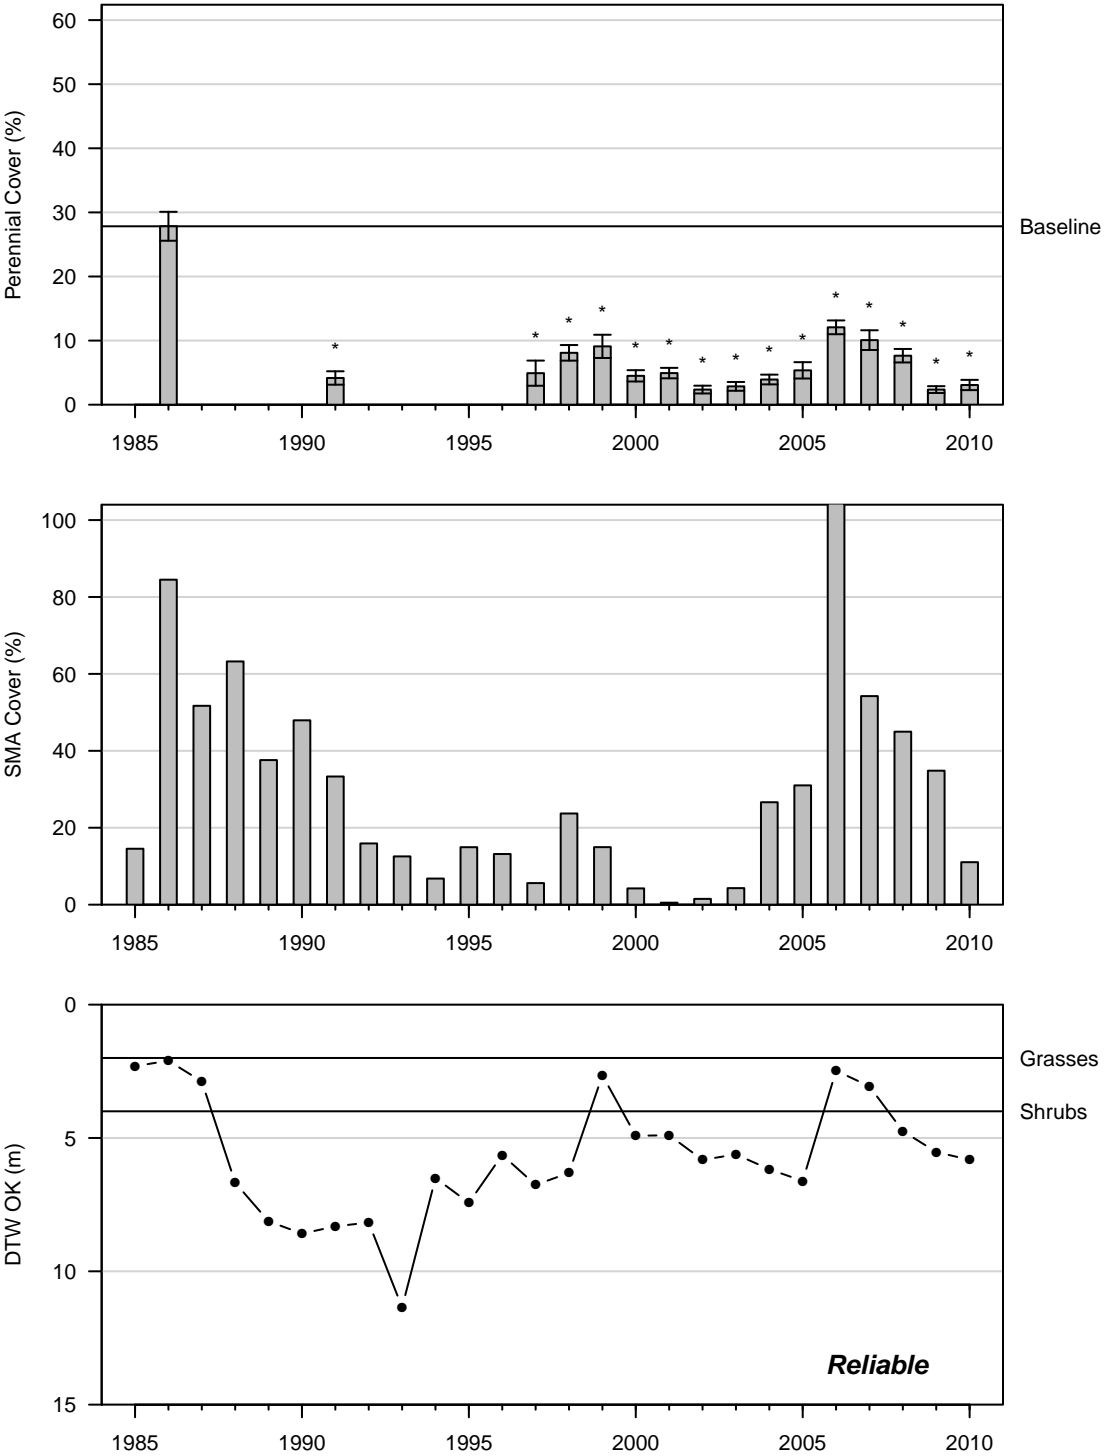 60
50
40
30
20
10
0
Perennial Cover (%)
Baseline
* * * * * * * * * * * * * * *
1985 1990 1995 2000 2005 2010
100
80
60
40
20
0
SMA Cover (%)
1985 1990 1995 2000 2005 2010
0
5
10
15
DTW OK (m)
Grasses
Shrubs
Reliable
1985 1990 1995 2000 2005 2010